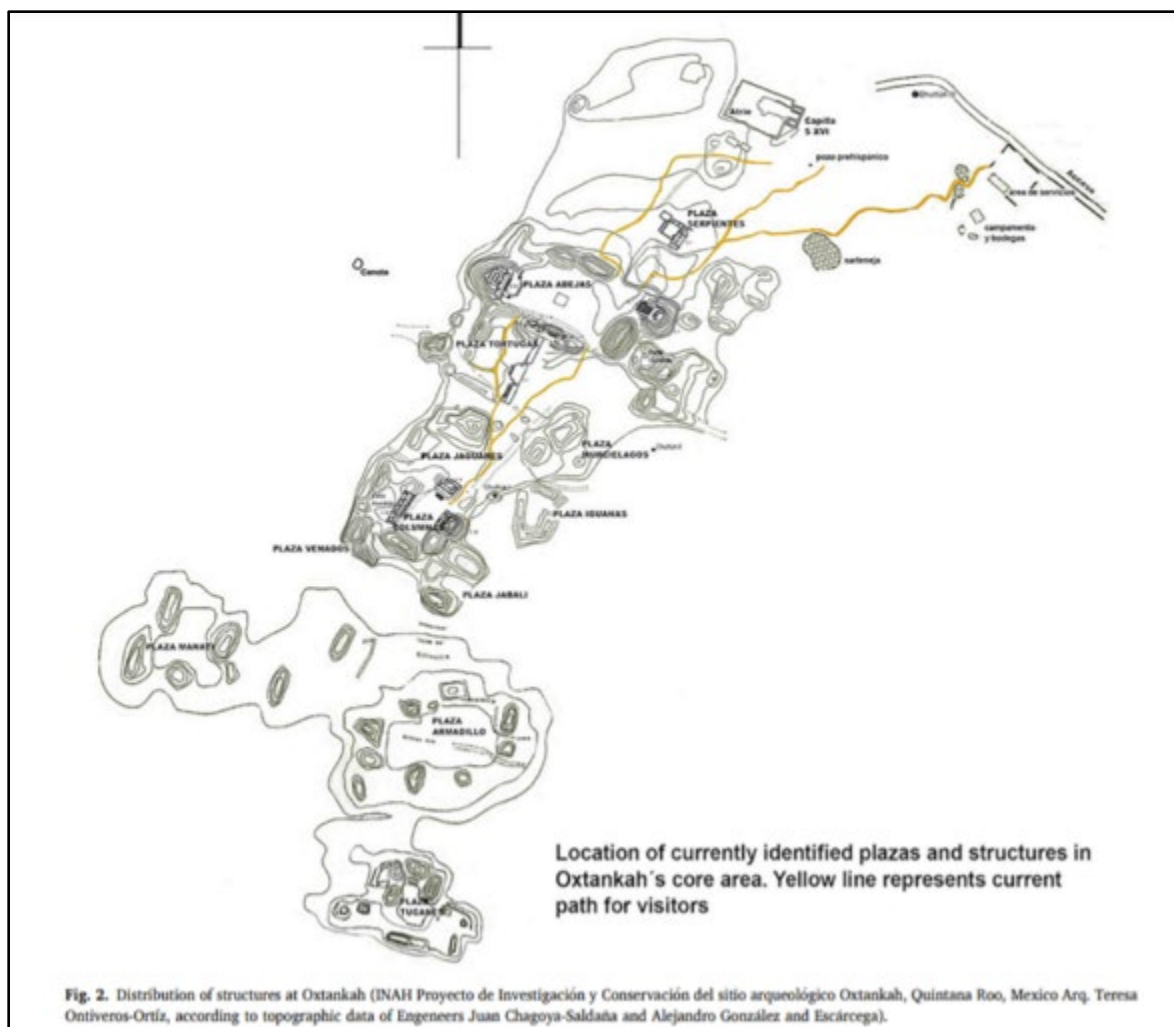 Atrio
Capilla
S XVI
pozo prehispánico
Acceso
área de servicios
campamento
y bodegas
sarteneja
PLAZA
SERPIENTES
Cenote
PLAZA ABEJAS
PLAZA TORTUGAS
PLAZA JAGUARES
PLAZA
MURCIELAGOS
Chultún
PLAZA
COLUMNAS
PLAZA IGUANAS
PLAZA VENADOS
PLAZA JABALI
PLAZA MANATI
PLAZA
ARMADILLO
PLAZA
TUCANES
Location of currently identified plazas and structures in
Oxtankah´s core area. Yellow line represents current
path for visitors
Fig. 2. Distribution of structures at Oxtankah (INAH Proyecto de Investigación y Conservación del sitio arqueológico Oxtankah, Quintana Roo, Mexico Arq. Teresa
Ontiveros-Ortíz, according to topographic data of Engeneers Juan Chagoya-Saldaña and Alejandro González and Escárcega).